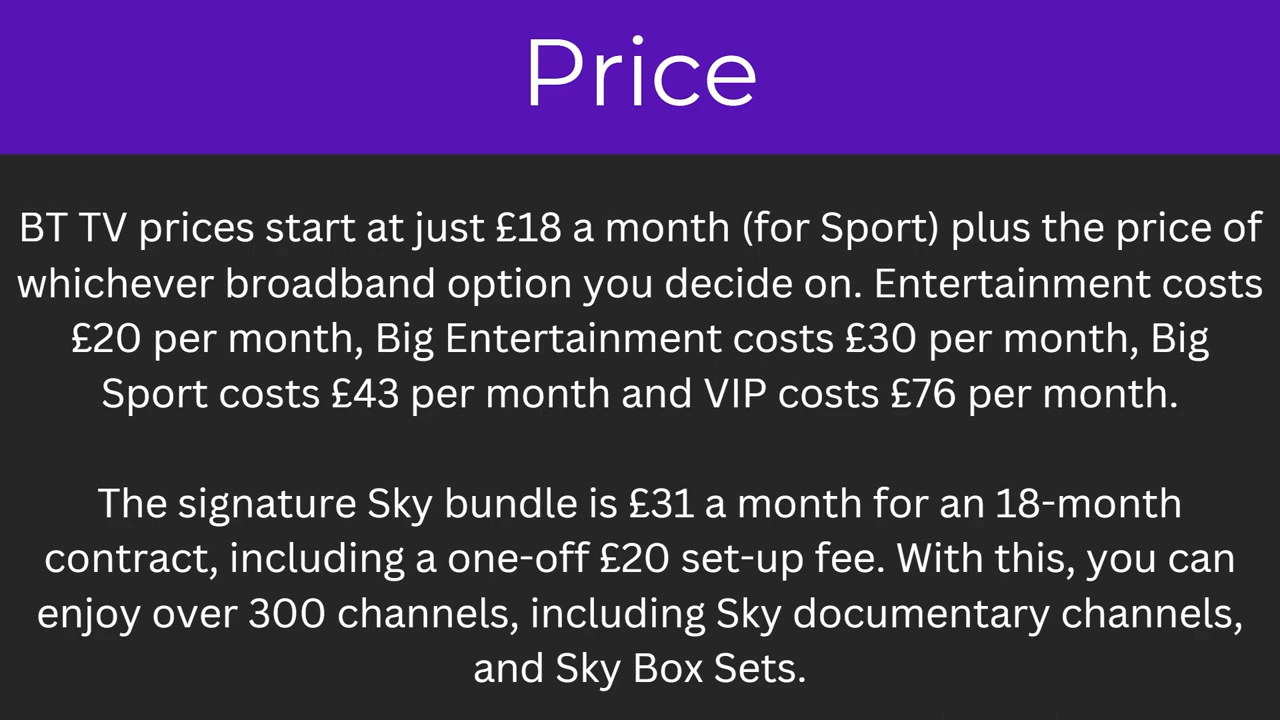 Price
BT TV prices start at just £18 a month (for Sport) plus the price of
whichever broadband option you decide on. Entertainment costs
£20 per month, Big Entertainment costs £30 per month, Big
Sport costs £43 per month and VIP costs £76 per month.
The signature Sky bundle is £31 a month for an 18-month
contract, including a one-off £20 set-up fee. With this, you can
enjoy over 300 channels, including Sky documentary channels,
and Sky Box Sets.